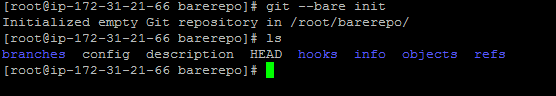 [root@ip-172-31-21-66 barerepo]# git --bare init
Initialized empty Git repository in /root/barerepo/
[root@ip-172-31-21-66 barerepo]# ls
branches  config  description  HEAD  hooks  info  objects  refs
[root@ip-172-31-21-66 barerepo]#